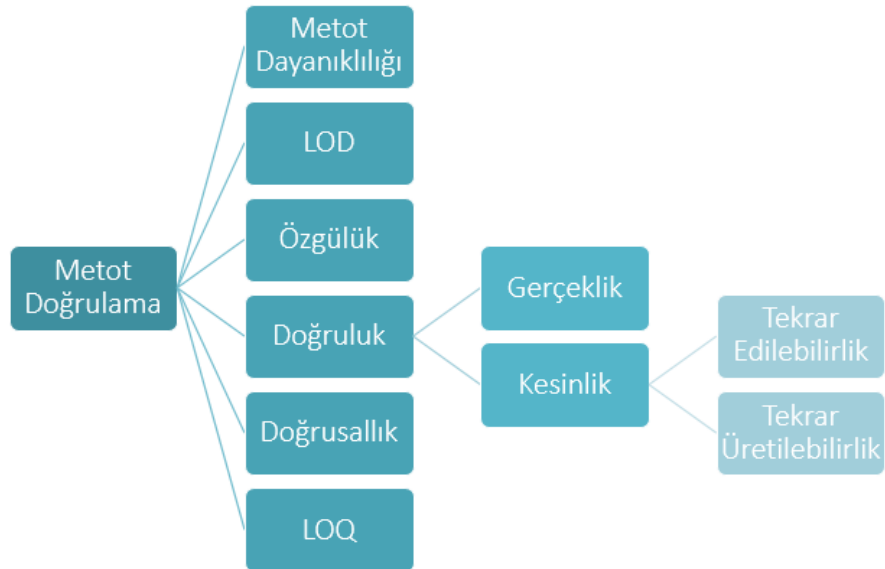 Metot
Doğrulama
Metot
Dayanıklılığı
LOD
Özgülük
Doğruluk
Doğrusallık
LOQ
Gerçeklik
Kesinlik
Tekrar
Edilebilirlik
Tekrar
Üretilebilirlik